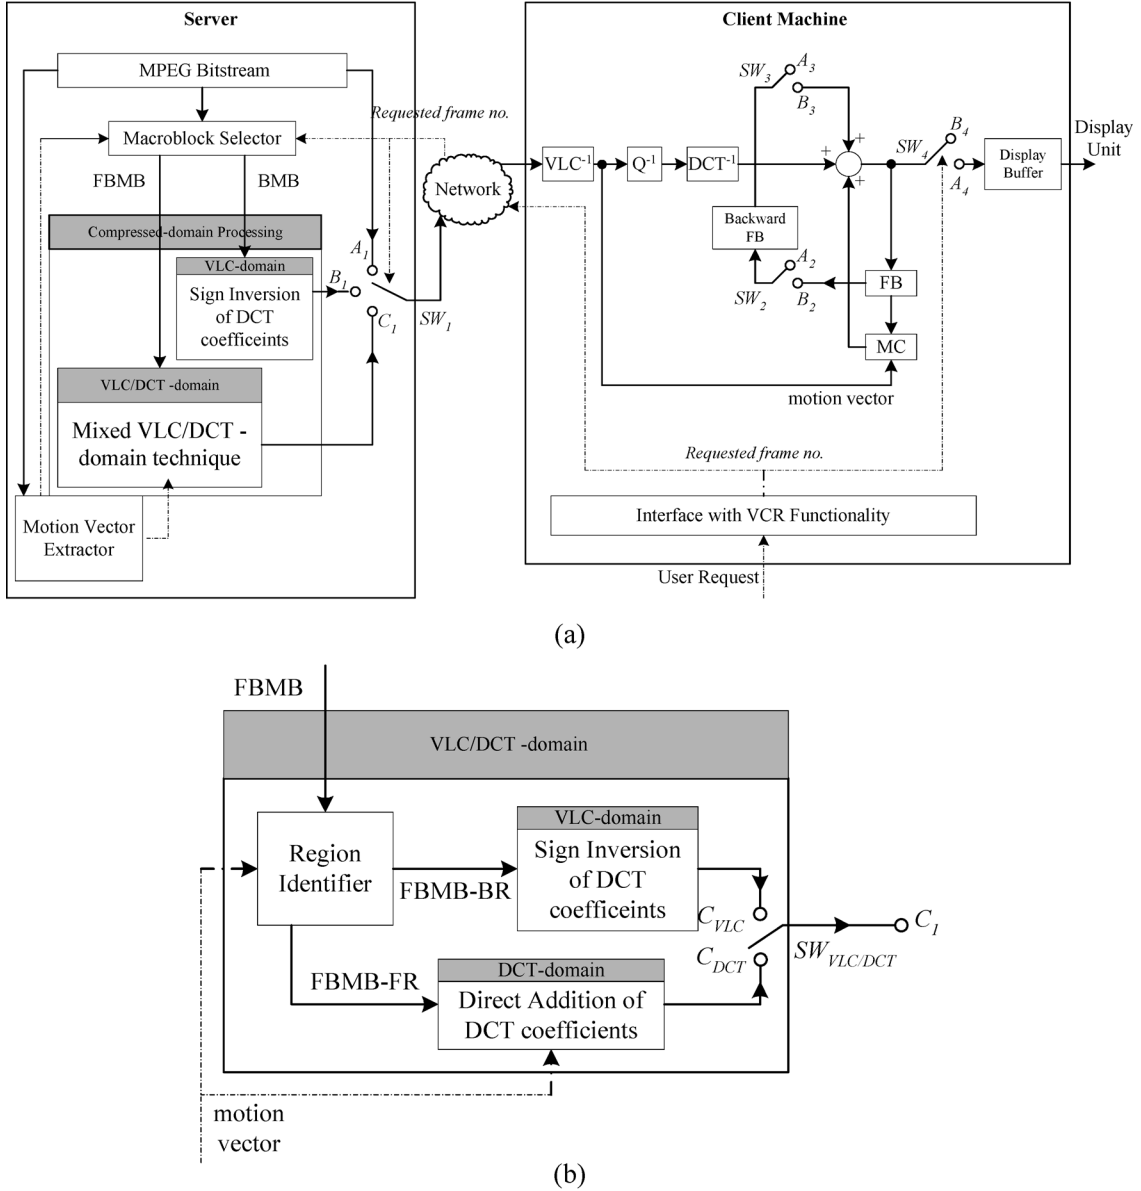 Server
MPEG Bitstream
Requested frame no.
Macroblock Selector
FBMB
BMB
Compressed-domain Processing
VLC-domain
Sign Inversion
of DCT
coefficeints
A1
B1
C1
SW1
VLC/DCT -domain
Mixed VLC/DCT -
domain technique
Motion Vector
Extractor
Network
Client Machine
SW3
A3
B3
VLC-1
Q-1
DCT-1
+
+
+
SW4
B4
A4
Display
Buffer
Display
Unit
Backward
FB
SW2
A2
B2
FB
MC
motion vector
Requested frame no.
Interface with VCR Functionality
User Request
(a)
FBMB
VLC/DCT -domain
Region
Identifier
FBMB-BR
VLC-domain
Sign Inversion
of DCT
coefficeints
FBMB-FR
DCT-domain
Direct Addition of
DCT coefficients
CVLC
CDCT
SWVLC/DCT
C1
motion
vector
(b)